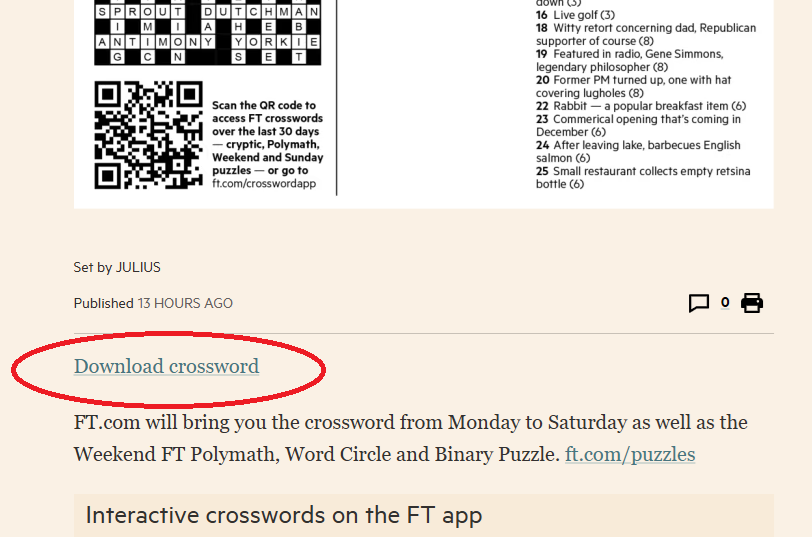 SPROUT DUTCHMAN
I I A H E B
ANTIMONY YORKIE
G C S E T
down (3)
16 Live golf (3)
18 Witty retort concerning dad, Republican
supporter of course (8)
19 Featured in radio, Gene Simmons,
legendary philosopher (8)
20 Former PM turned up, one with hat
covering lugholes (8)
22 Rabbit — a popular breakfast item (6)
23 Commerical opening that's coming in
December (6)
24 After leaving lake, barbecues English
salmon (6)
25 Small restaurant collects empty retsina
bottle (6)
Scan the QR code to
access FT crosswords
over the last 30 days
— cryptic, Polymath,
Weekend and Sunday
puzzles — or go to
ft.com/crosswordapp
Set by JULIUS
Published 13 HOURS AGO
0
Download crossword
FT.com will bring you the crossword from Monday to Saturday as well as the
Weekend FT Polymath, Word Circle and Binary Puzzle. ft.com/puzzles
Interactive crosswords on the FT app